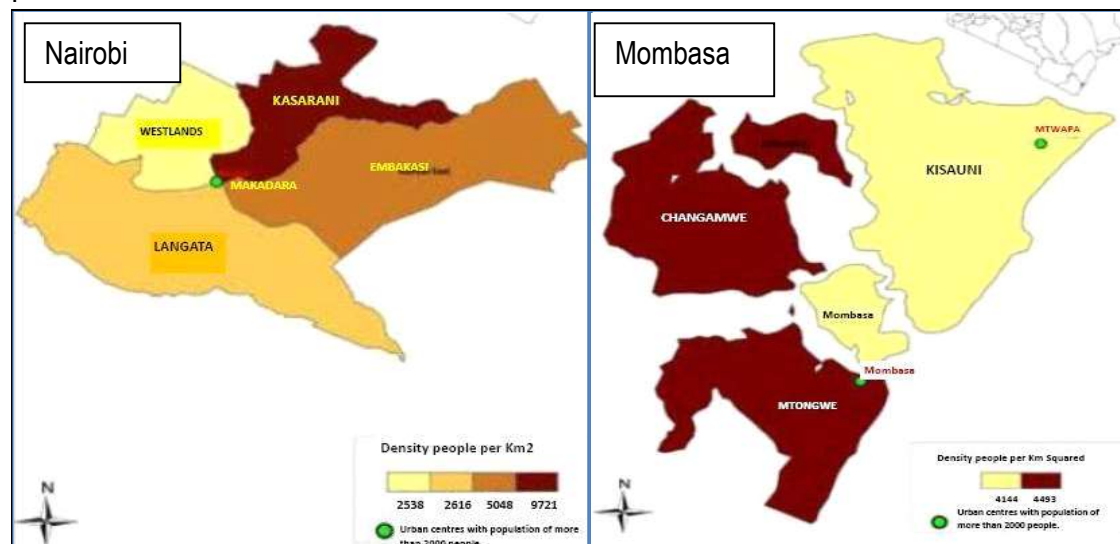 Nairobi
KASARANI
WESTLANDS
EMBAKASI
MAKADARA
LANGATA
Density people per Km2
2538 2616 5048 9721
Urban centres with population of more
than 2000 people.
N
Mombasa
MTWAPA
KISAUNI
CHANGAMWE
Mombasa
Mombasa
MTONGWE
Density people per Km Squared
4144 4493
Urban centres with population of
more than 2000 people.
N